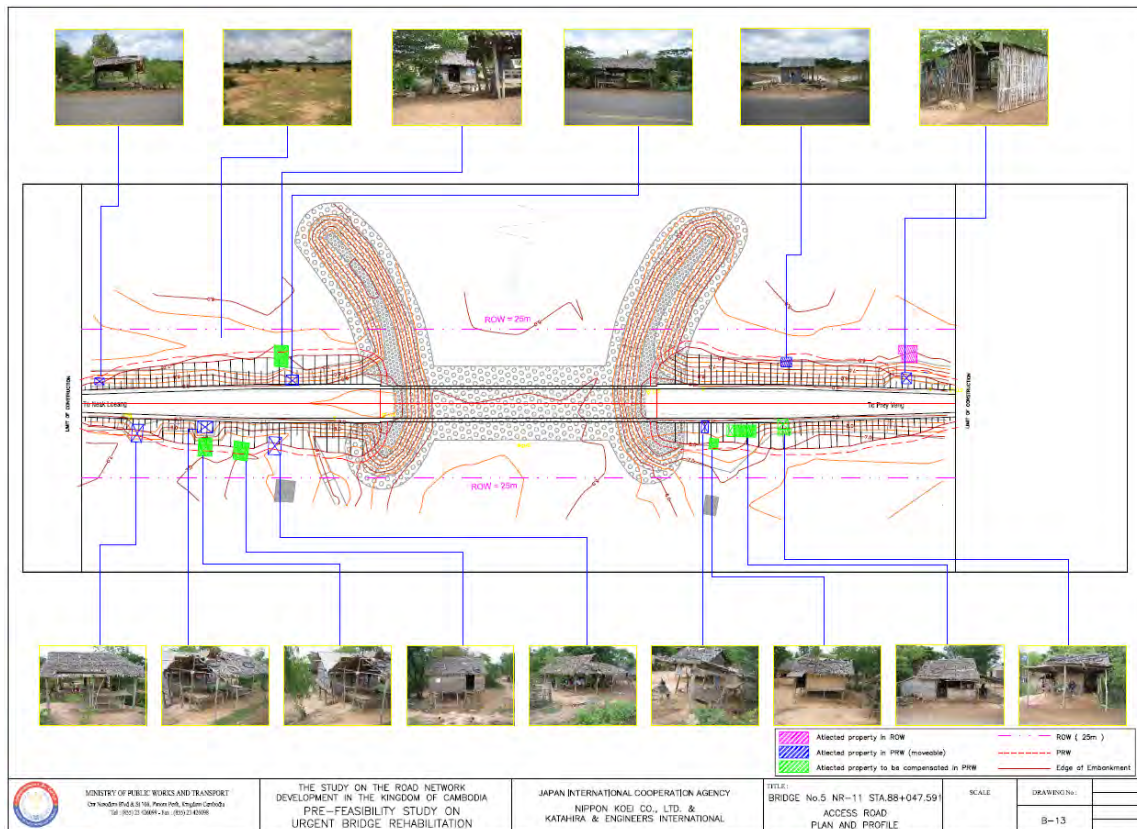 ROW = 25m
LIMIT OF CONSTRUCTION
To Neak Loeang
To Prey Veng
LIMIT OF CONSTRUCTION
ROW = 25m
Affected property in ROW
Affected property in PRW (moveable)
Affected property to be compensated in PRW
ROW ( 25m )
PRW
Edge of Embankment
MINISTRY OF PUBLIC WORKS AND TRANSPORT
THE STUDY ON THE ROAD NETWORK
DEVELOPMENT IN THE KINGDOM OF CAMBODIA
PRE-FEASIBILITY STUDY ON
URGENT BRIDGE REHABILITATION
JAPAN INTERNATIONAL COOPERATION AGENCY
NIPPON KOEI CO., LTD. &
KATAHIRA & ENGINEERS INTERNATIONAL
TITLE :
BRIDGE No.5 NR-11 STA.88+047.591
ACCESS ROAD
PLAN AND PROFILE
SCALE
DRAWING No:
B-13